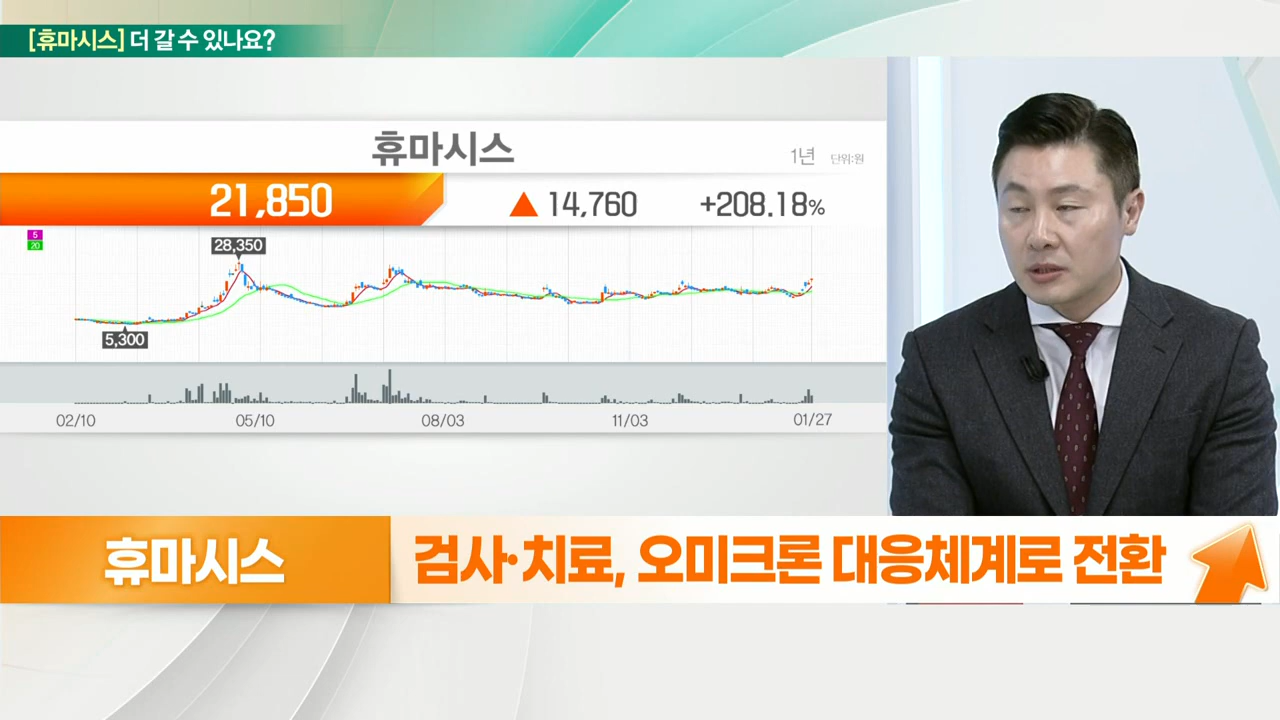 [휴마시스] 더 갈 수 있나요?
휴마시스
1년 단위:원
21,850 ▲ 14,760 +208.18%
5
20
28,350
5,300
02/10 05/10 08/03 11/03 01/27
휴마시스 검사·치료, 오미크론 대응체계로 전환